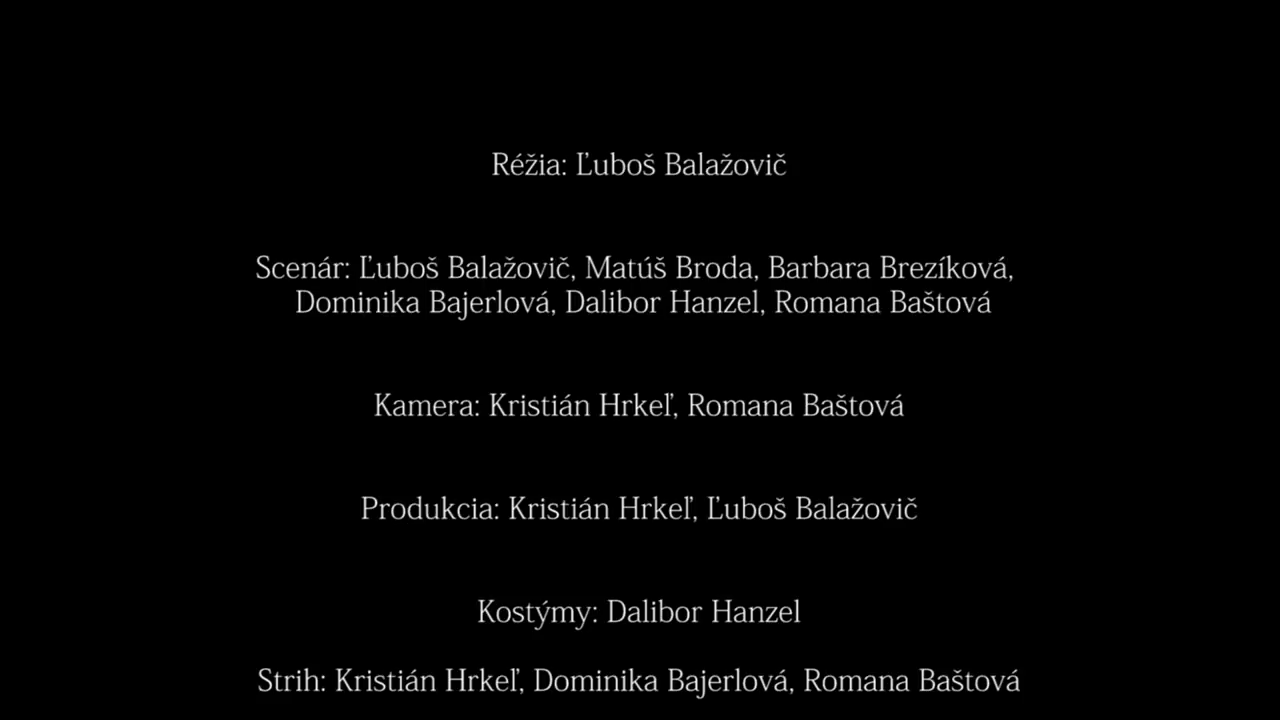 Réžia: Ľuboš Balažovič
Scenár: Ľuboš Balažovič, Matúš Broda, Barbara Brezíková,
Dominika Bajerlová, Dalibor Hanzel, Romana Baštová
Kamera: Kristián Hrkeľ, Romana Baštová
Produkcia: Kristián Hrkeľ, Ľuboš Balažovič
Kostýmy: Dalibor Hanzel
Strih: Kristián Hrkeľ, Dominika Bajerlová, Romana Baštová